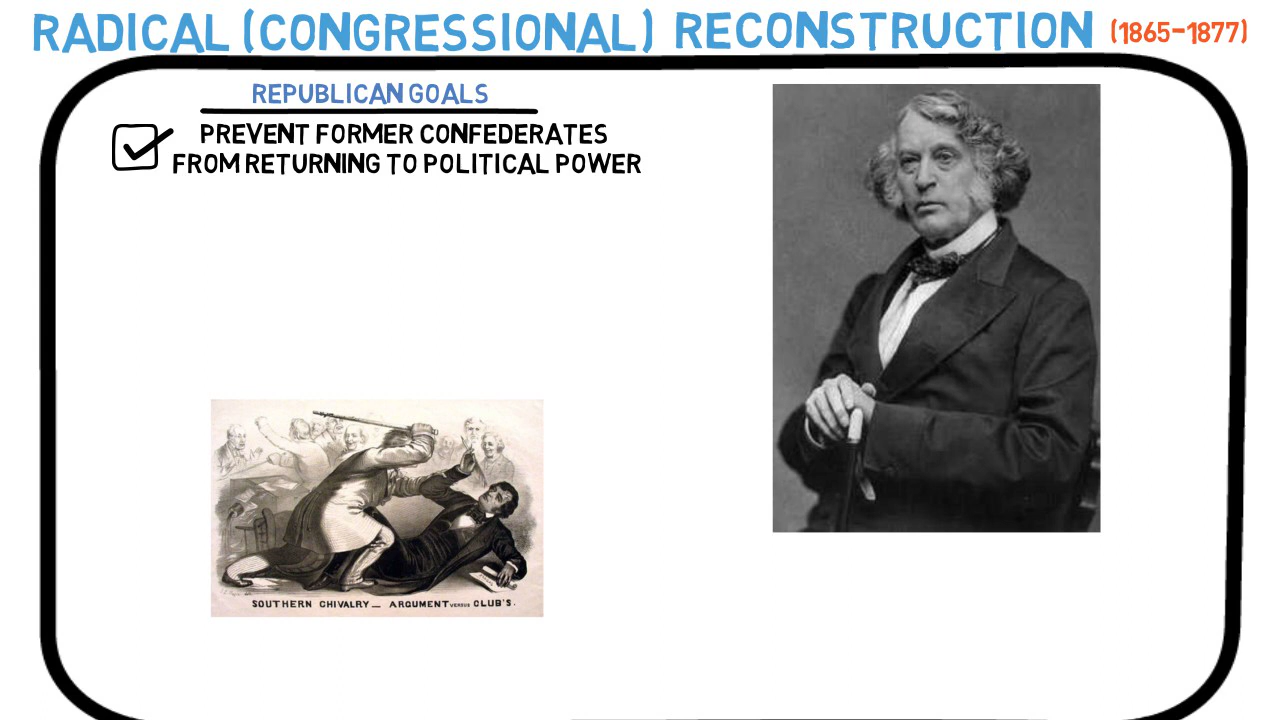 RADICAL (CONGRESSIONAL) RECONSTRUCTION (1865-1877)
REPUBLICAN GOALS
PREVENT FORMER CONFEDERATES
FROM RETURNING TO POLITICAL POWER
SOUTHERN CHIVALRY _ ARGUMENT VERSUS CLUB'S.